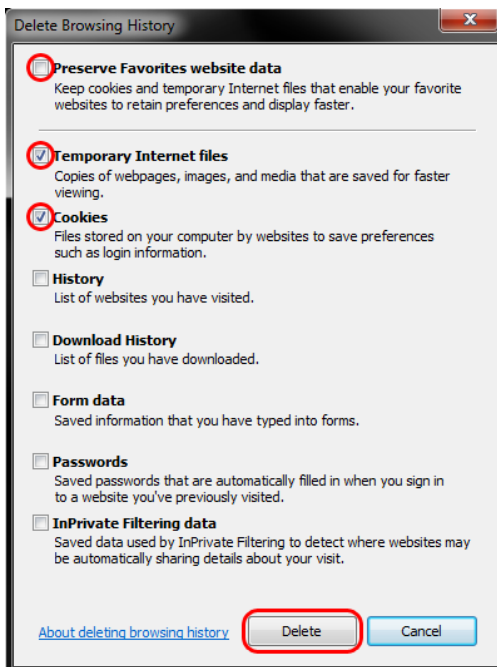 Delete Browsing History
Preserve Favorites website data
Keep cookies and temporary Internet files that enable your favorite
websites to retain preferences and display faster.
Temporary Internet files
Copies of webpages, images, and media that are saved for faster
viewing.
Cookies
Files stored on your computer by websites to save preferences
such as login information.
History
List of websites you have visited.
Download History
List of files you have downloaded.
Form data
Saved information that you have typed into forms.
Passwords
Saved passwords that are automatically filled in when you sign in
to a website you've previously visited.
InPrivate Filtering data
Saved data used by InPrivate Filtering to detect where websites may
be automatically sharing details about your visit.
About deleting browsing history Delete Cancel